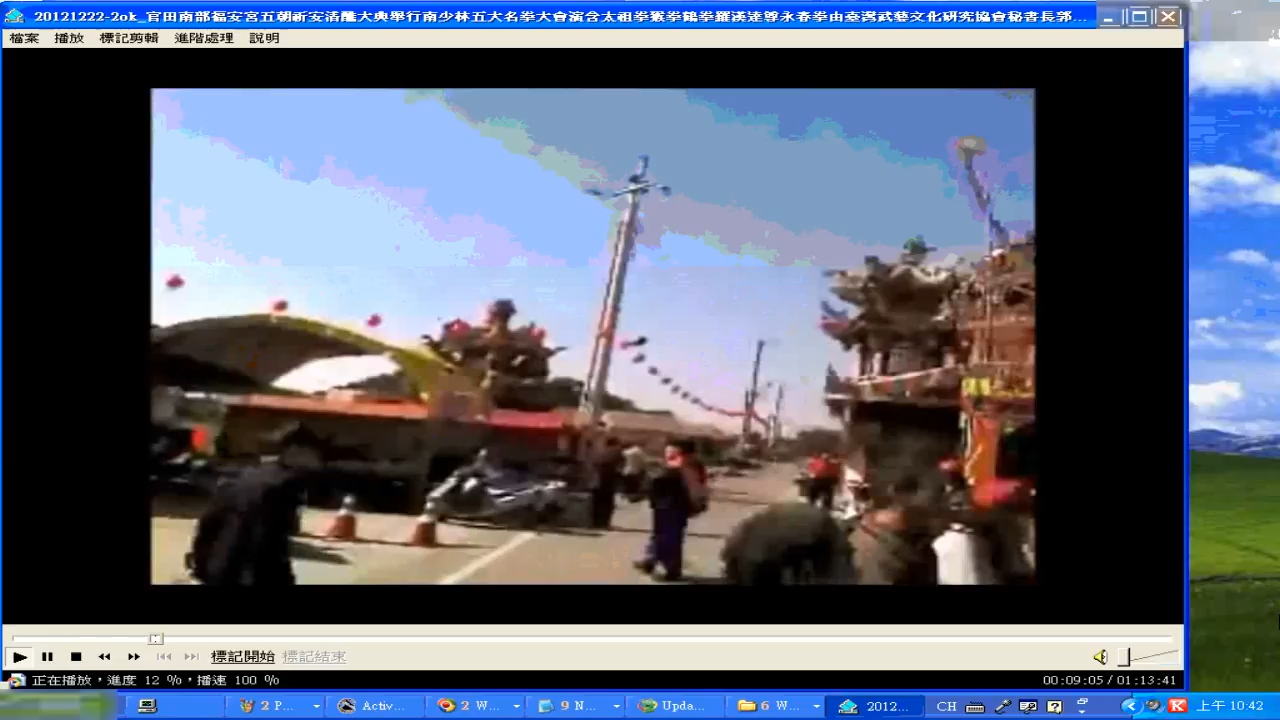 20121222-2ok_官田南部福安宮五朝祈安清醮大典舉行南少林五大名拳大會演含太祖拳猴拳鶴拳羅漢達尊永春拳由臺灣武藝文化研究協會秘書長郭...
檔案 播放 標記剪輯 進階處理 說明
標記開始 標記結束
正在播放，進度 12 %，播速 100 %
00:09:05 / 01:13:41
2 P... Activ... 2 W... 9 N... Upda... 6 W... 2012... CH 上午 10:42